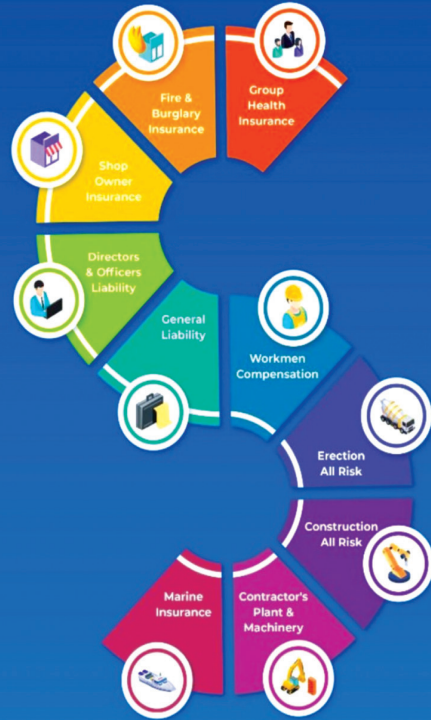 Group
Health
Insurance
Fire &
Burglary
Insurance
Shop
Owner
Insurance
Directors
& Officers
Liability
General
Liability
Workmen
Compensation
Erection
All Risk
Construction
All Risk
Contractor's
Plant &
Machinery
Marine
Insurance